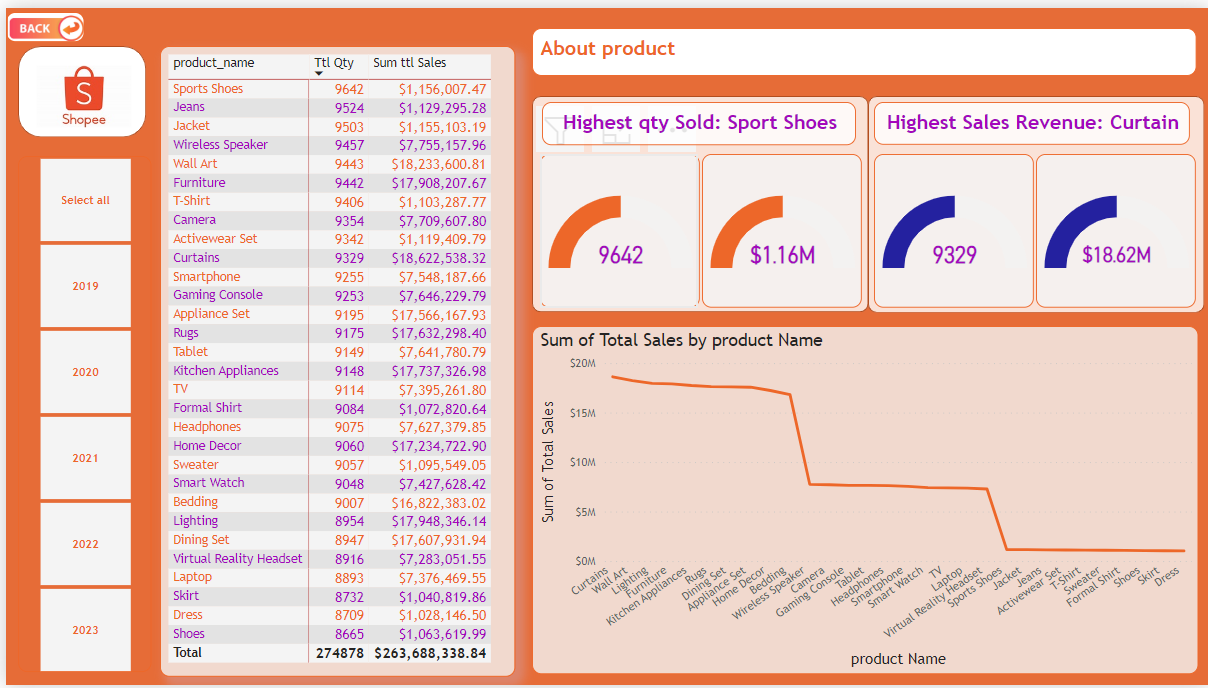 BACK
Shopee
Select all
2019
2020
2021
2022
2023
product_name Ttl Qty Sum ttl Sales
Sports Shoes 9642 $1,156,007.47
Jeans 9524 $1,129,295.28
Jacket 9503 $1,155,103.19
Wireless Speaker 9457 $7,755,157.96
Wall Art 9443 $18,233,600.81
Furniture 9442 $17,908,207.67
T-Shirt 9406 $1,103,287.77
Camera 9354 $7,709,607.80
Activewear Set 9342 $1,119,409.79
Curtains 9329 $18,622,538.32
Smartphone 9255 $7,548,187.66
Gaming Console 9253 $7,646,229.79
Appliance Set 9195 $17,566,167.93
Rugs 9175 $17,632,298.40
Tablet 9149 $7,641,780.79
Kitchen Appliances 9148 $17,737,326.98
TV 9114 $7,395,261.80
Formal Shirt 9084 $1,072,820.64
Headphones 9075 $7,627,379.85
Home Decor 9060 $17,234,722.90
Sweater 9057 $1,095,549.05
Smart Watch 9048 $7,427,628.42
Bedding 9007 $16,822,383.02
Lighting 8954 $17,948,346.14
Dining Set 8947 $17,607,931.94
Virtual Reality Headset 8916 $7,283,051.55
Laptop 8893 $7,376,469.55
Skirt 8732 $1,040,819.86
Dress 8709 $1,028,146.50
Shoes 8665 $1,063,619.99
Total 274878 $263,688,338.84
About product
Highest qty Sold: Sport Shoes
9642
$1.16M
Highest Sales Revenue: Curtain
9329
$18.62M
Sum of Total Sales by product Name
Sum of Total Sales
$20M
$15M
$10M
$5M
$0M
Curtains
Wall Art
Lighting
Furniture
Kitchen Appliances
Rugs
Dining Set
Appliance Set
Home Decor
Bedding
Wireless Speaker
Camera
Gaming Console
Tablet
Headphones
Smartphone
Smart Watch
TV
Laptop
Virtual Reality Headset
Sports Shoes
Jacket
Jeans
Activewear Set
T-Shirt
Sweater
Formal Shirt
Shoes
Skirt
Dress
product Name